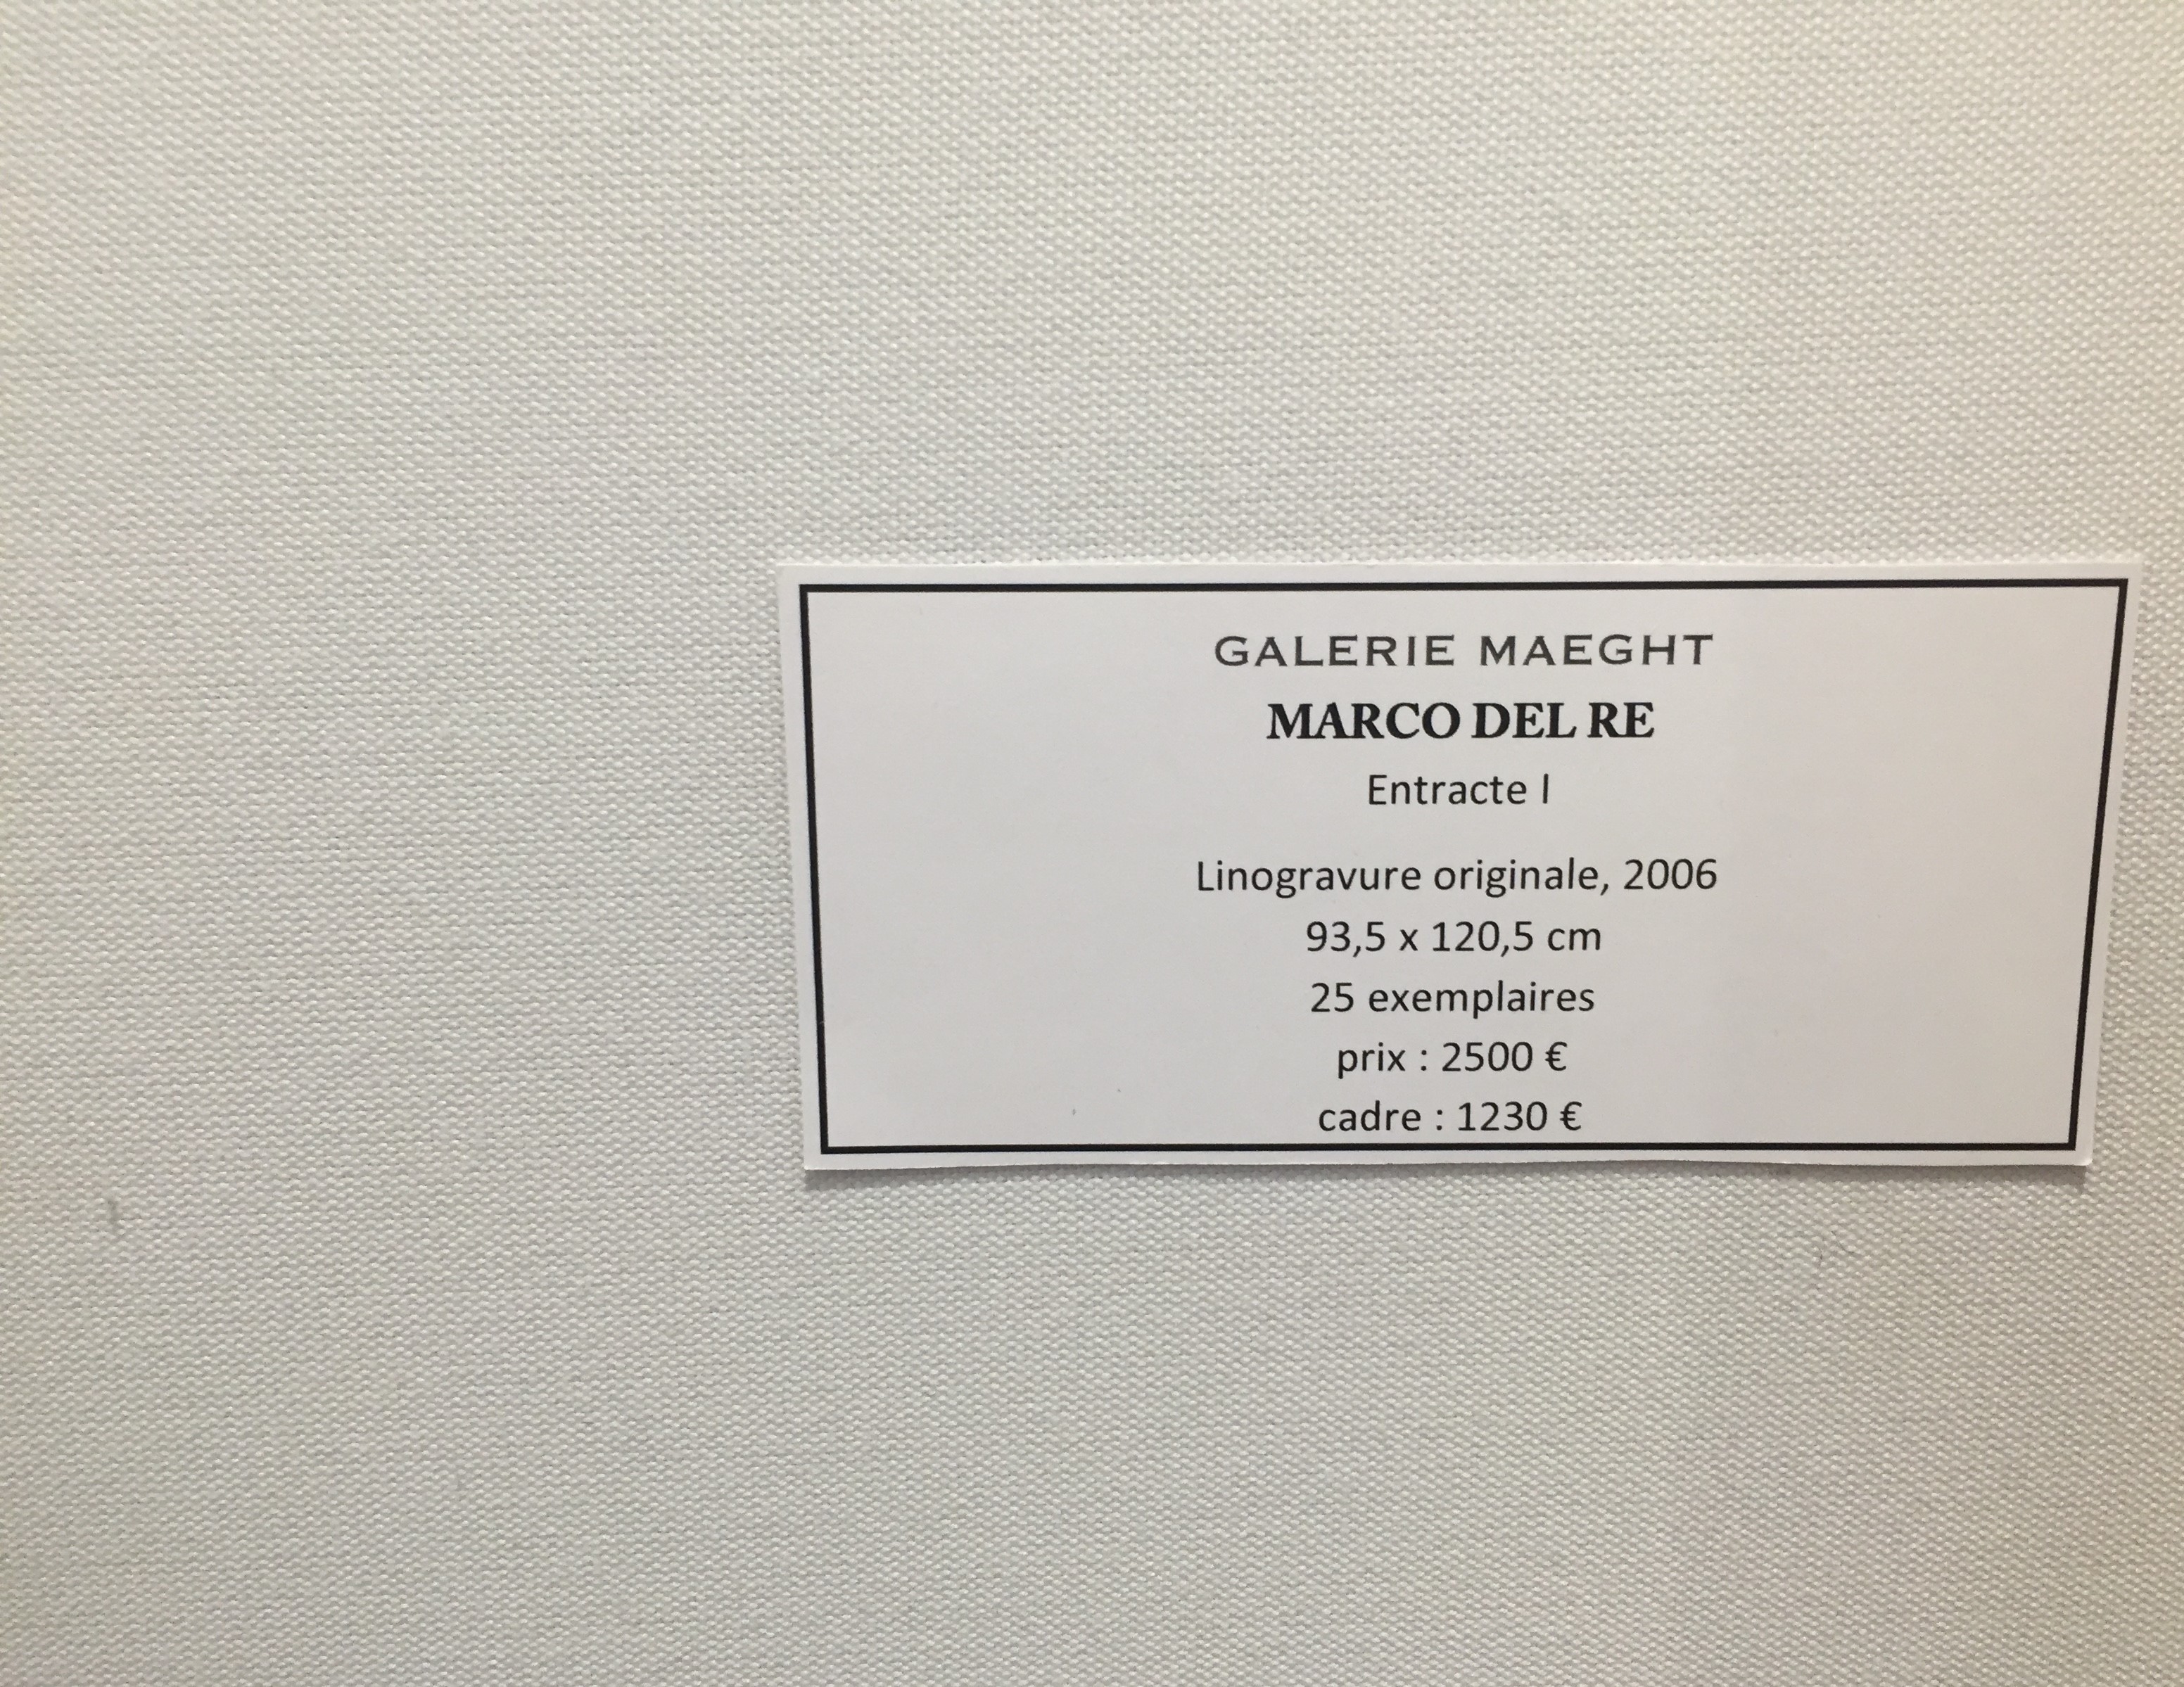 GALERIE MAEGHT
MARCO DEL RE
Entracte I
Linogravure originale, 2006
93,5 x 120,5 cm
25 exemplaires
prix : 2500 €
cadre : 1230 €